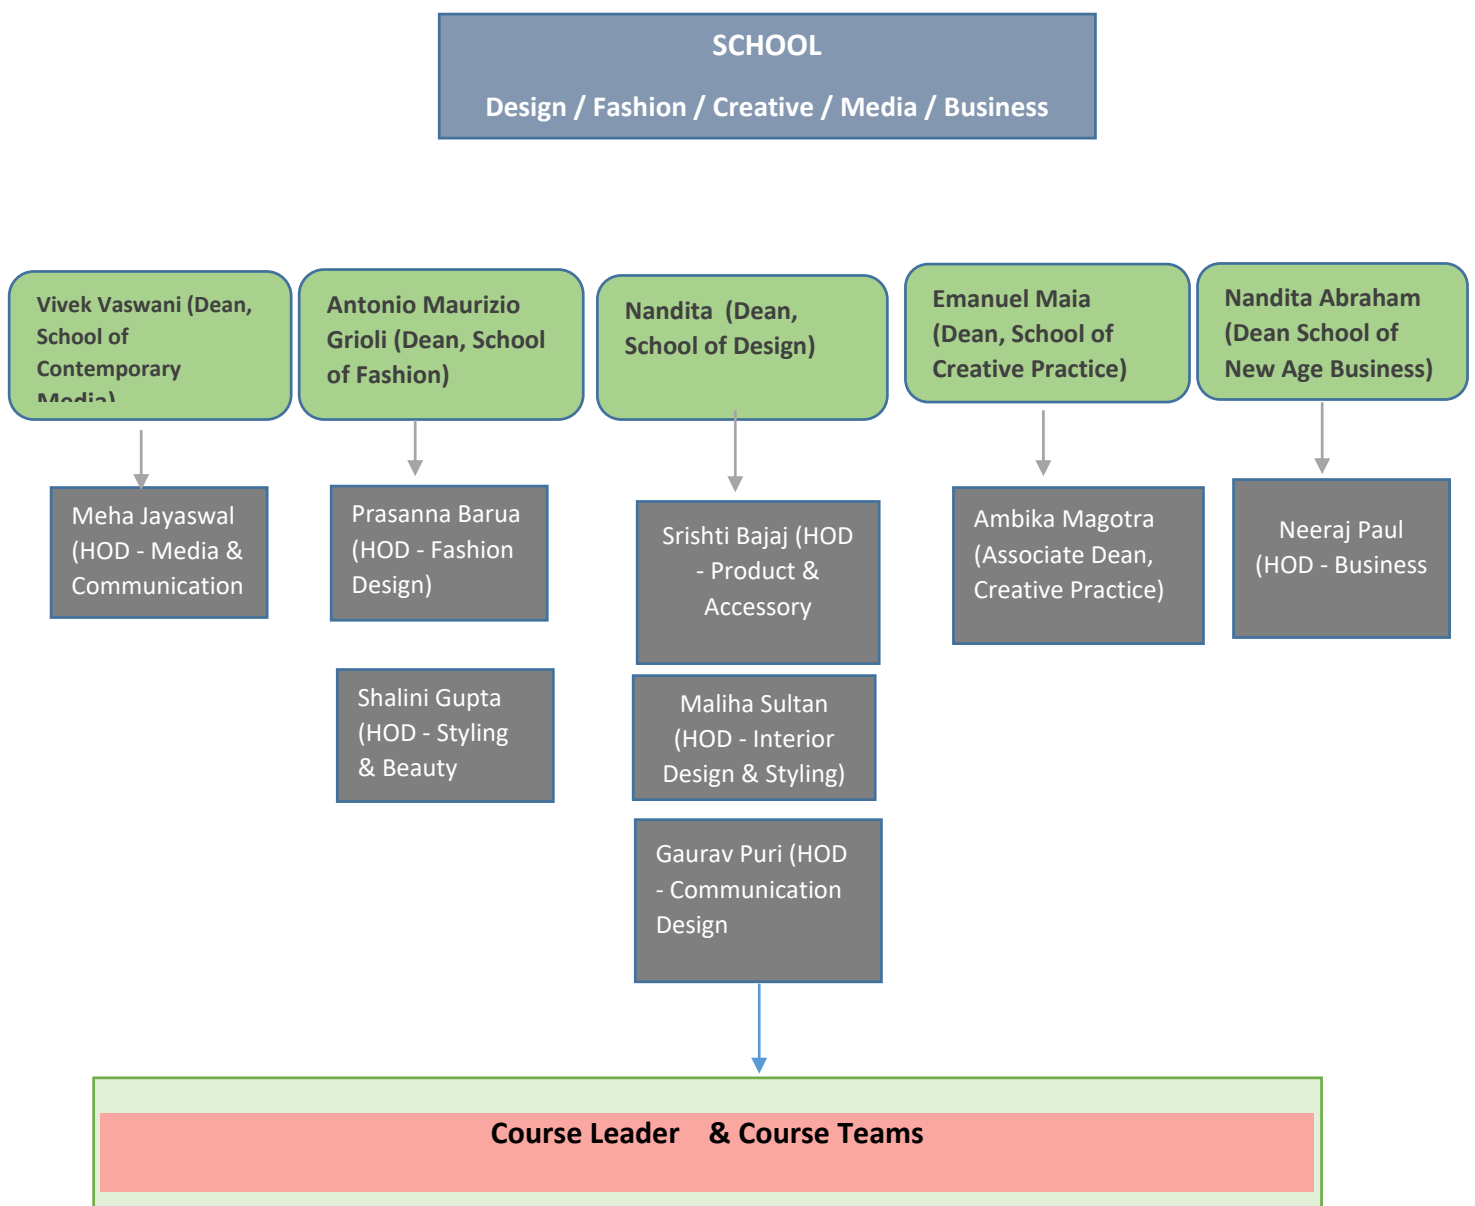 SCHOOL
Design / Fashion / Creative / Media / Business
Vivek Vaswani (Dean,
School of
Contemporary
Media)
Antonio Maurizio
Grioli (Dean, School
of Fashion)
Nandita (Dean,
School of Design)
Emanuel Maia
(Dean, School of
Creative Practice)
Nandita Abraham
(Dean School of
New Age Business)
Meha Jayaswal
(HOD - Media &
Communication
Prasanna Barua
(HOD - Fashion
Design)
Srishti Bajaj (HOD
- Product &
Accessory
Ambika Magotra
(Associate Dean,
Creative Practice)
Neeraj Paul
(HOD - Business
Shalini Gupta
(HOD - Styling
& Beauty
Maliha Sultan
(HOD - Interior
Design & Styling)
Gaurav Puri (HOD
- Communication
Design
Course Leader & Course Teams